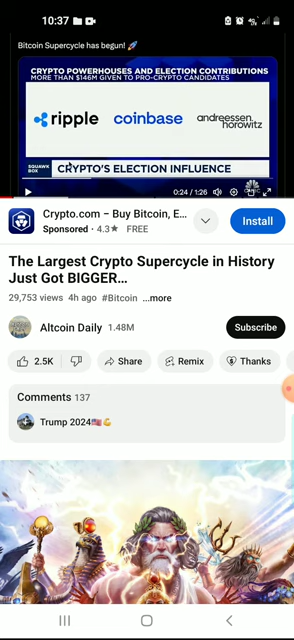 10:37
Bitcoin Supercycle has begun! 🚀
CRYPTO POWERHOUSES AND ELECTION CONTRIBUTIONS
MORE THAN $146M GIVEN TO PRO-CRYPTO CANDIDATES
ripple
coinbase
andreessen.
horowitz
SQUAWK
BOX
CRYPTO'S ELECTION INFLUENCE
0:24 / 1:26
Crypto.com – Buy Bitcoin, E...
Sponsored · 4.3★ FREE
Install
The Largest Crypto Supercycle in History
Just Got BIGGER...
29,753 views 4h ago #Bitcoin ...more
Altcoin Daily 1.48M
Subscribe
2.5K
Share
Remix
Thanks
Comments 137
Trump 2024🇺🇸💪